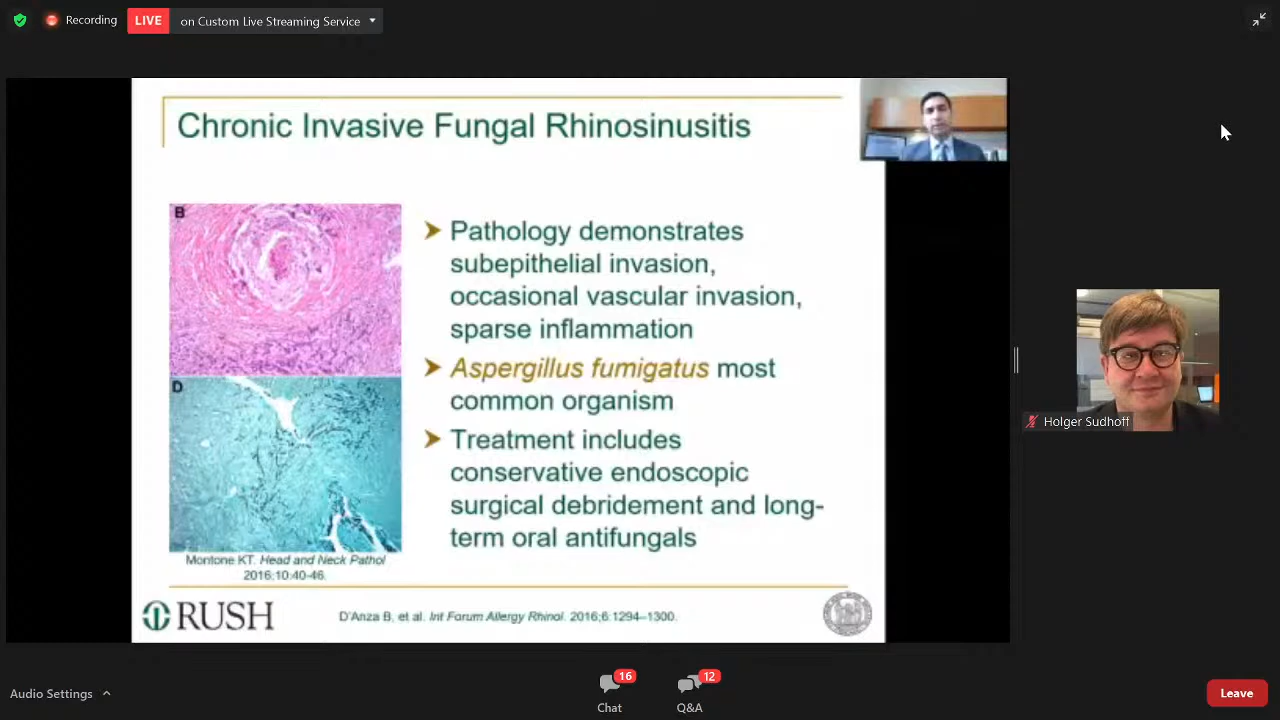 Recording
LIVE
on Custom Live Streaming Service
Chronic Invasive Fungal Rhinosinusitis
B
D
Montone KT. Head and Neck Pathol
2016;10:40-46.
➤ Pathology demonstrates
subepithelial invasion,
occasional vascular invasion,
sparse inflammation
➤ Aspergillus fumigatus most
common organism
➤ Treatment includes
conservative endoscopic
surgical debridement and long-
term oral antifungals
RUSH
D'Anza B, et al. Int Forum Allergy Rhinol. 2016;6:1294–1300.
Holger Sudhoff
Audio Settings
16
Chat
12
Q&A
Leave